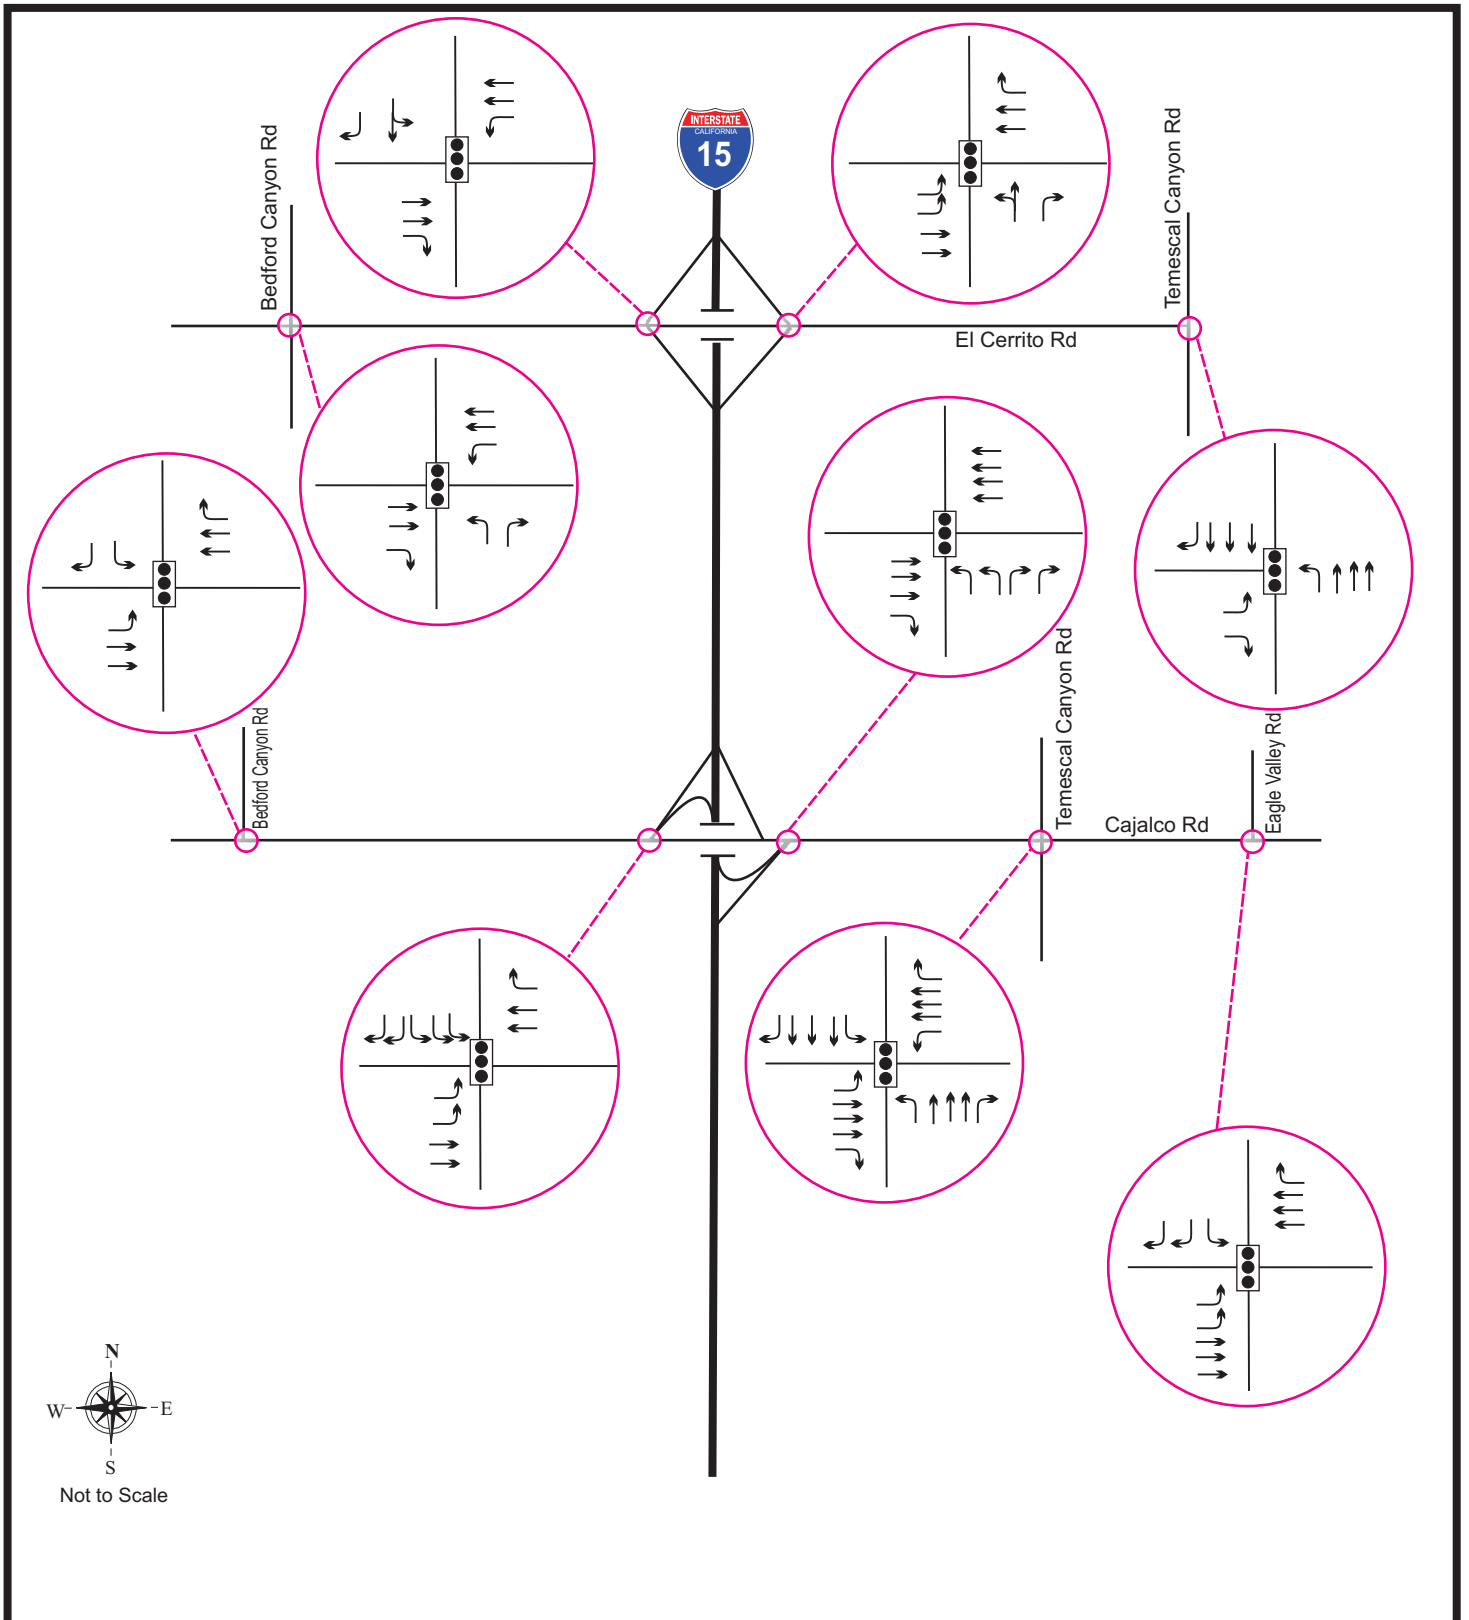 INTERSTATE
CALIFORNIA
15
Bedford Canyon Rd
Temescal Canyon Rd
El Cerrito Rd
Bedford Canyon Rd
Temescal Canyon Rd
Eagle Valley Rd
Cajalco Rd
N
W
E
S
Not to Scale